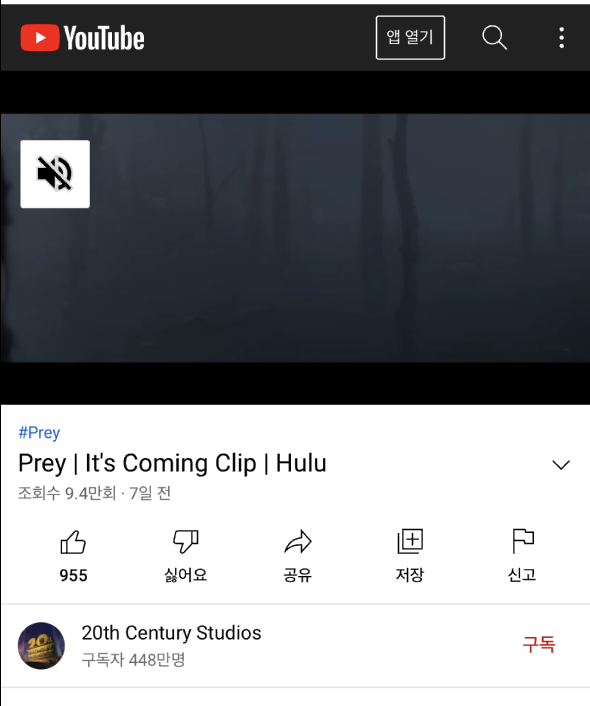 YouTube
앱 열기
#Prey
Prey | It's Coming Clip | Hulu
조회수 9.4만회 · 7일 전
955
싫어요
공유
저장
신고
20th Century Studios
구독자 448만명
구독